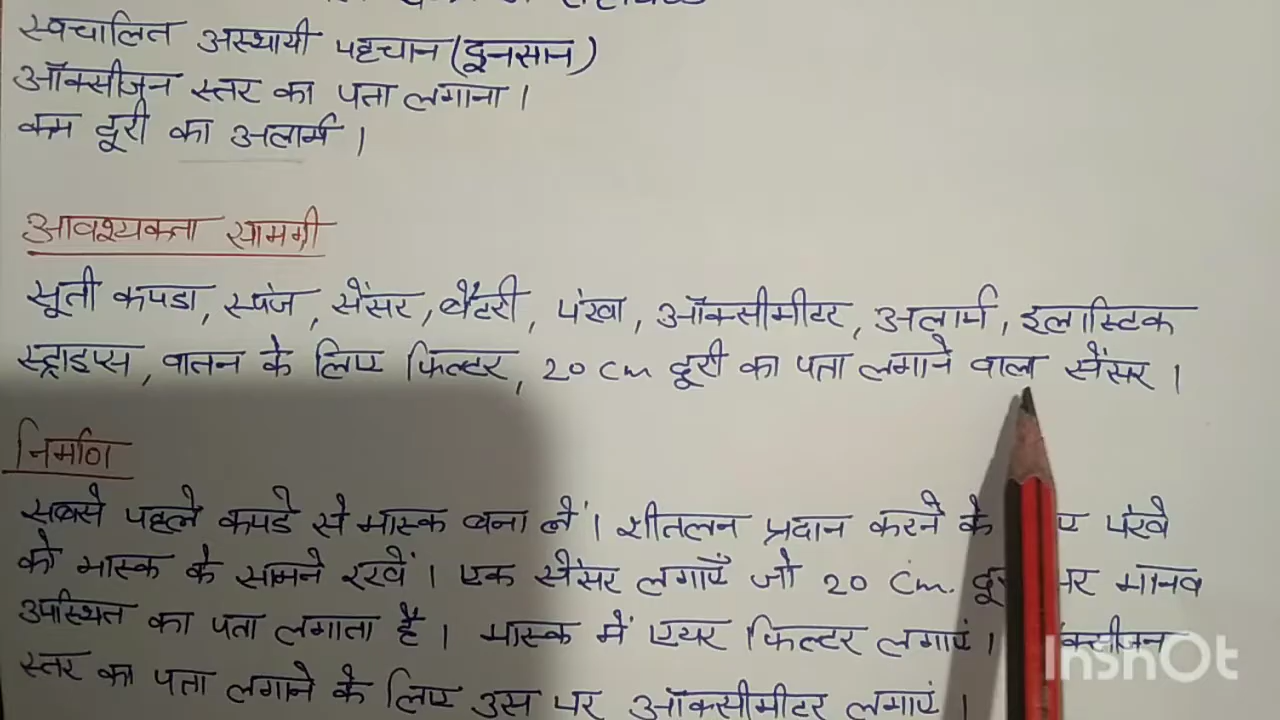 स्वचालित अस्थायी पहचान (इनसान)
ऑक्सीजन स्तर का पता लगाना।
कम दूरी का अलार्म।
आवश्यकता सामग्री
सूती कपडा, स्पंज, सेंसर, बैटरी, पंखा, ऑक्सीमीटर, अलार्म, इलास्टिक
स्ट्राइप्स, वातन के लिए फिल्टर, 20 cm दूरी का पता लगाने वाल सेंसर।
निर्माण
सबसे पहले कपडे से मास्क बना लें। शीतलन प्रदान करने के पंखे
को मास्क के सामने रखें। एक सेंसर लगाएँ जो 20 cm. मानव
उपस्थित का पता लगाता है। मास्क में एयर फिल्टर लगाएं।
स्तर का पता लगाने के लिए उस पर ऑक्सीमीटर लगाएं।
InshOt